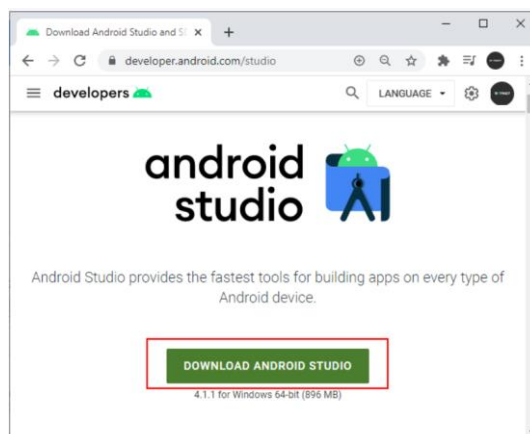 Download Android Studio and S
developer.android.com/studio
developers
LANGUAGE
android
studio
Android Studio provides the fastest tools for building apps on every type of
Android device.
DOWNLOAD ANDROID STUDIO
4.1.1 for Windows 64-bit (896 MB)